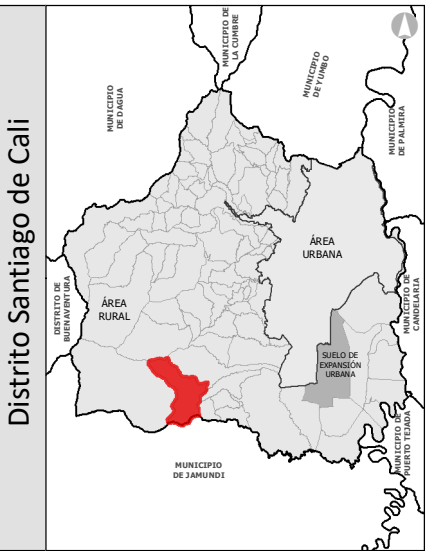 Distrito Santiago de Cali
MUNICIPIO
DE DAGUA
MUNICIPIO DE
LA CUMBRE
MUNICIPIO
DE YUMBO
MUNICIPIO
DE PALMIRA
DISTRITO DE
BUENAVENTURA
ÁREA
RURAL
ÁREA
URBANA
SUELO DE
EXPANSIÓN
URBANA
MUNICIPIO DE
CANDELARIA
MUNICIPIO DE
PUERTO TEJADA
MUNICIPIO
DE JAMUNDI